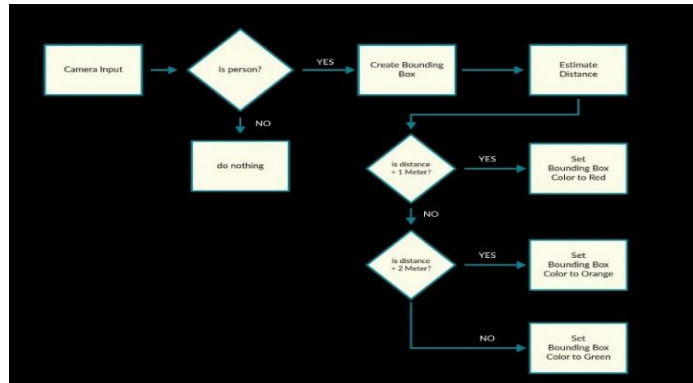 Camera Input
is person?
YES
Create Bounding
Box
Estimate
Distance
NO
do nothing
is distance
< 1 Meter?
YES
Set
Bounding Box
Color to Red
NO
is distance
< 2 Meter?
YES
Set
Bounding Box
Color to Orange
NO
Set
Bounding Box
Color to Green